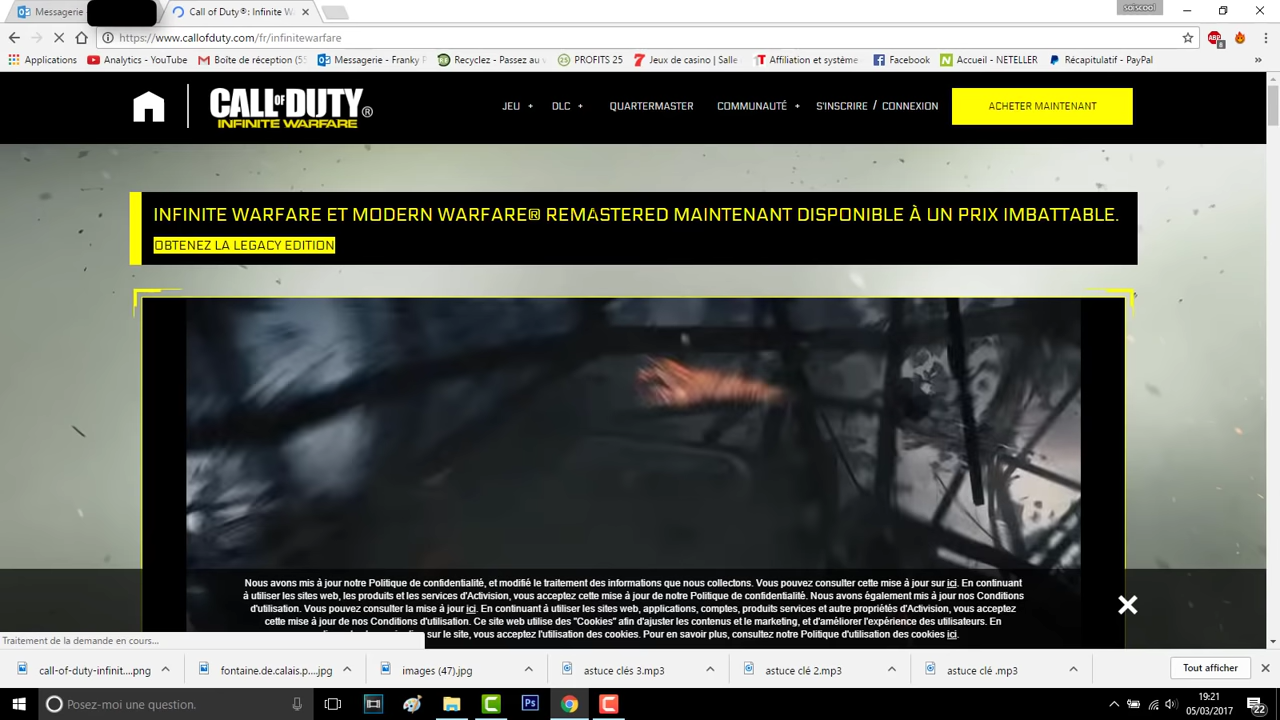 Messagerie -
Call of Duty®: Infinite W
soiscool
https://www.callofduty.com/fr/infinitewarfare
ABP
8
Applications
Analytics - YouTube
Boîte de réception (55
Messagerie - Franky P
Recyclez - Passez au v
PROFITS 25
Jeux de casino | Salle
Affiliation et système
Facebook
Accueil - NETELLER
Récapitulatif - PayPal
»
CALL OF DUTY®
INFINITE WARFARE
JEU +
DLC +
QUARTERMASTER
COMMUNAUTÉ +
S'INSCRIRE / CONNEXION
ACHETER MAINTENANT
INFINITE WARFARE ET MODERN WARFARE® REMASTERED MAINTENANT DISPONIBLE À UN PRIX IMBATTABLE.
OBTENEZ LA LEGACY EDITION
Nous avons mis à jour notre Politique de confidentialité, et modifié le traitement des informations que nous collectons. Vous pouvez consulter cette mise à jour sur ici. En continuant
à utiliser les sites web, les produits et les services d'Activision, vous acceptez cette mise à jour de notre Politique de confidentialité. Nous avons également mis à jour nos Conditions
d'utilisation. Vous pouvez consulter la mise à jour ici. En continuant à utiliser les sites web, applications, comptes, produits services et autre propriétés d'Activision, vous acceptez
cette mise à jour de nos Conditions d'utilisation. Ce site web utilise des "Cookies" afin d'ajuster les contenus et le marketing, et d'améliorer l'expérience des utilisateurs. En
sur le site, vous acceptez l'utilisation des cookies. Pour en savoir plus, consultez notre Politique d'utilisation des cookies ici.
Traitement de la demande en cours...
call-of-duty-infinit....png
fontaine.de.calais.p....jpg
images (47).jpg
astuce clés 3.mp3
astuce clé 2.mp3
astuce clé .mp3
Tout afficher
Posez-moi une question.
Ps
19:21
05/03/2017
22